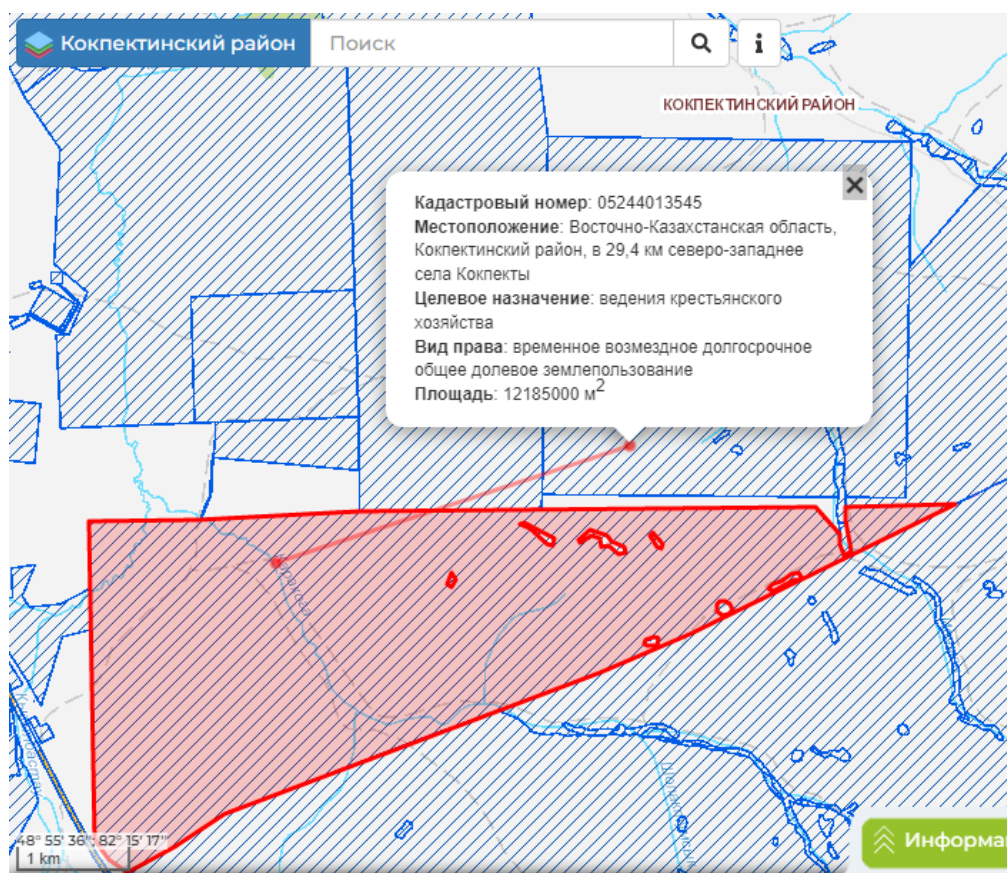 Кокпектинский район
Поиск
i
КОКПЕКТИНСКИЙ РАЙОН
Кадастровый номер: 05244013545
Местоположение: Восточно-Казахстанская область,
Кокпектинский район, в 29,4 км северо-западнее
села Кокпекты
Целевое назначение: ведения крестьянского
хозяйства
Вид права: временное возмездное долгосрочное
общее долевое землепользование
Площадь: 12185000 м²
48° 55' 36"; 82° 15' 17"
1 km
Информа